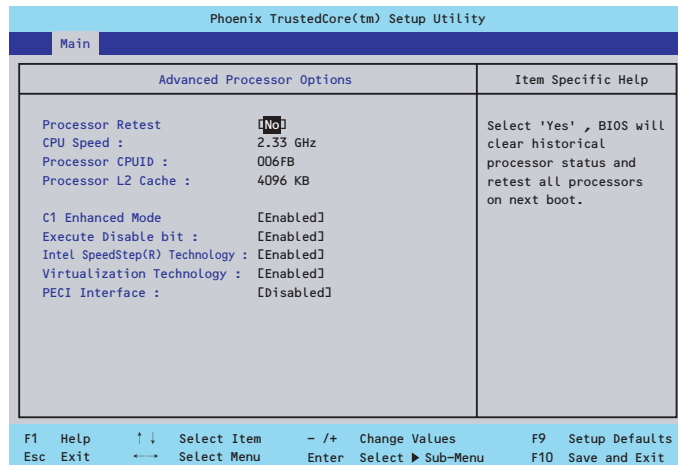 Phoenix TrustedCore(tm) Setup Utility
Main
Advanced Processor Options
Item Specific Help
Processor Retest [No]
CPU Speed : 2.33 GHz
Processor CPUID : 006FB
Processor L2 Cache : 4096 KB
C1 Enhanced Mode [Enabled]
Execute Disable bit : [Enabled]
Intel SpeedStep(R) Technology : [Enabled]
Virtualization Technology : [Enabled]
PECI Interface : [Disabled]
Select 'Yes' , BIOS will
clear historical
processor status and
retest all processors
on next boot.
F1 Help ↑↓ Select Item - /+ Change Values F9 Setup Defaults
Esc Exit ←→ Select Menu Enter Select ▶ Sub-Menu F10 Save and Exit